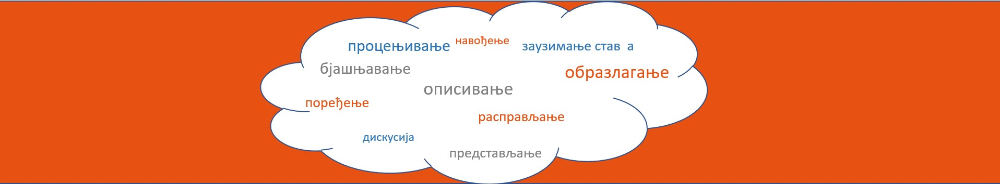 процењивање
навођење
заузимање став а
бјашњавање
образлагање
описивање
поређење
расправљање
дискусија
представљање